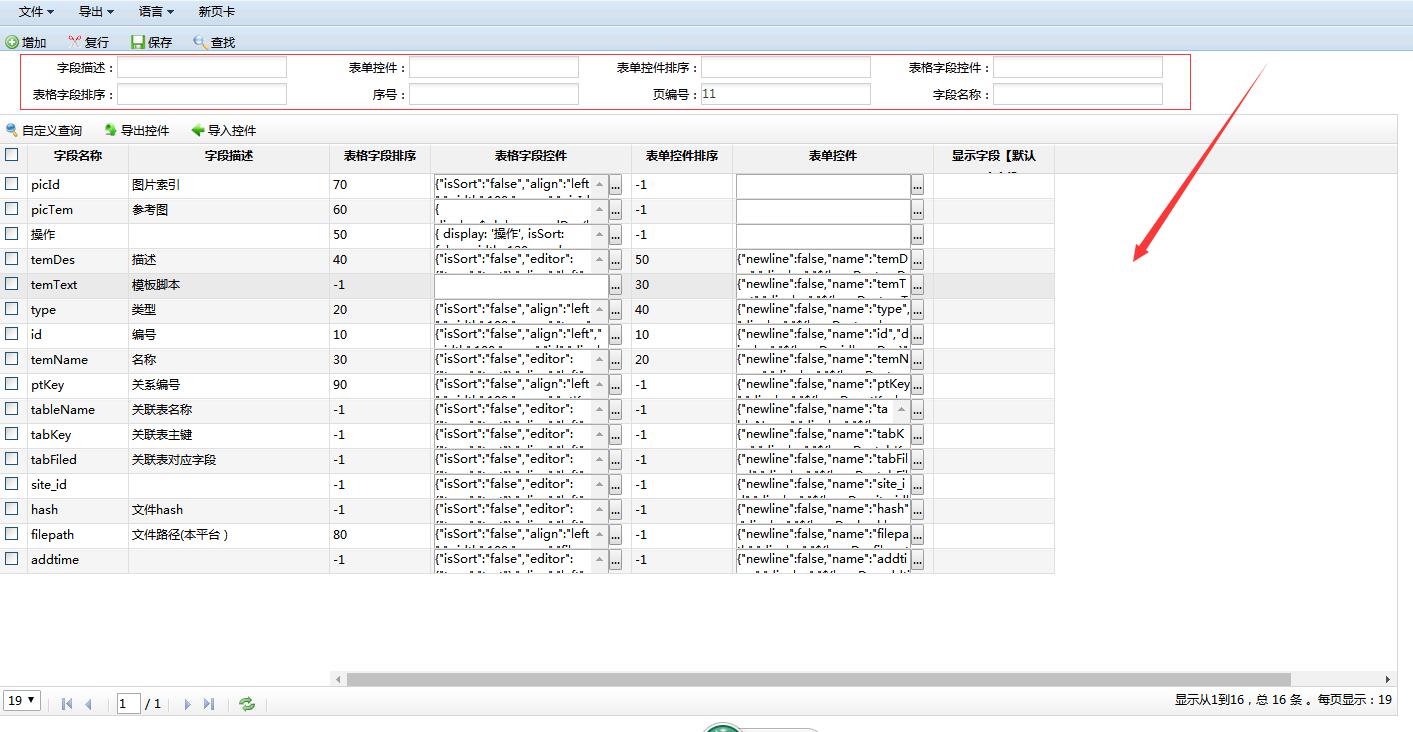 文件 导出 语言 新页卡
增加 复行 保存 查找
字段描述： 表单控件： 表单控件排序： 表格字段控件：
表格字段排序： 序号： 页编号：11 字段名称：
自定义查询 导出控件 导入控件
字段名称 字段描述 表格字段排序 表格字段控件 表单控件排序 表单控件 显示字段【默认
picId 图片索引 70 {"isSort":"false","align":"left ... -1 ...
picTem 参考图 60 { ... -1 ...
操作 50 { display: '操作', isSort: ... -1 ...
temDes 描述 40 {"isSort":"false","editor": ... 50 {"newline":false,"name":"temD ...
temText 模板脚本 -1 ... 30 {"newline":false,"name":"temT ...
type 类型 20 {"isSort":"false","align":"left ... 40 {"newline":false,"name":"type", ...
id 编号 10 {"isSort":"false","align":"left"," ... 10 {"newline":false,"name":"id","d ...
temName 名称 30 {"isSort":"false","editor": ... 20 {"newline":false,"name":"temN ...
ptKey 关系编号 90 {"isSort":"false","align":"left ... -1 {"newline":false,"name":"ptKey ...
tableName 关联表名称 -1 {"isSort":"false","editor": ... -1 {"newline":false,"name":"ta ...
tabKey 关联表主键 -1 {"isSort":"false","editor": ... -1 {"newline":false,"name":"tabK ...
tabFiled 关联表对应字段 -1 {"isSort":"false","editor": ... -1 {"newline":false,"name":"tabFil ...
site_id -1 {"isSort":"false","editor": ... -1 {"newline":false,"name":"site_i ...
hash 文件hash -1 {"isSort":"false","editor": ... -1 {"newline":false,"name":"hash" ...
filepath 文件路径(本平台） 80 {"isSort":"false","align":"left ... -1 {"newline":false,"name":"filepa ...
addtime -1 {"isSort":"false","editor": ... -1 {"newline":false,"name":"addti ...
19 1 / 1 显示从1到16，总 16 条 。每页显示：19